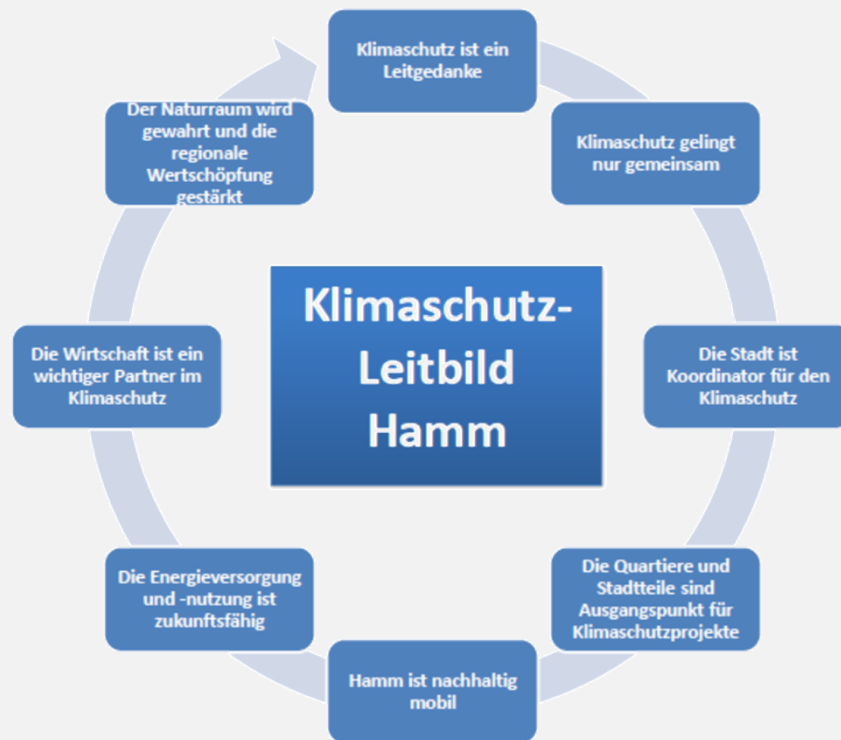 Klimaschutz ist ein
Leitgedanke
Klimaschutz gelingt
nur gemeinsam
Die Stadt ist
Koordinator für den
Klimaschutz
Die Quartiere und
Stadtteile sind
Ausgangspunkt für
Klimaschutzprojekte
Hamm ist nachhaltig
mobil
Die Energieversorgung
und -nutzung ist
zukunftsfähig
Die Wirtschaft ist ein
wichtiger Partner im
Klimaschutz
Der Naturraum wird
gewahrt und die
regionale
Wertschöpfung
gestärkt
Klimaschutz-
Leitbild
Hamm